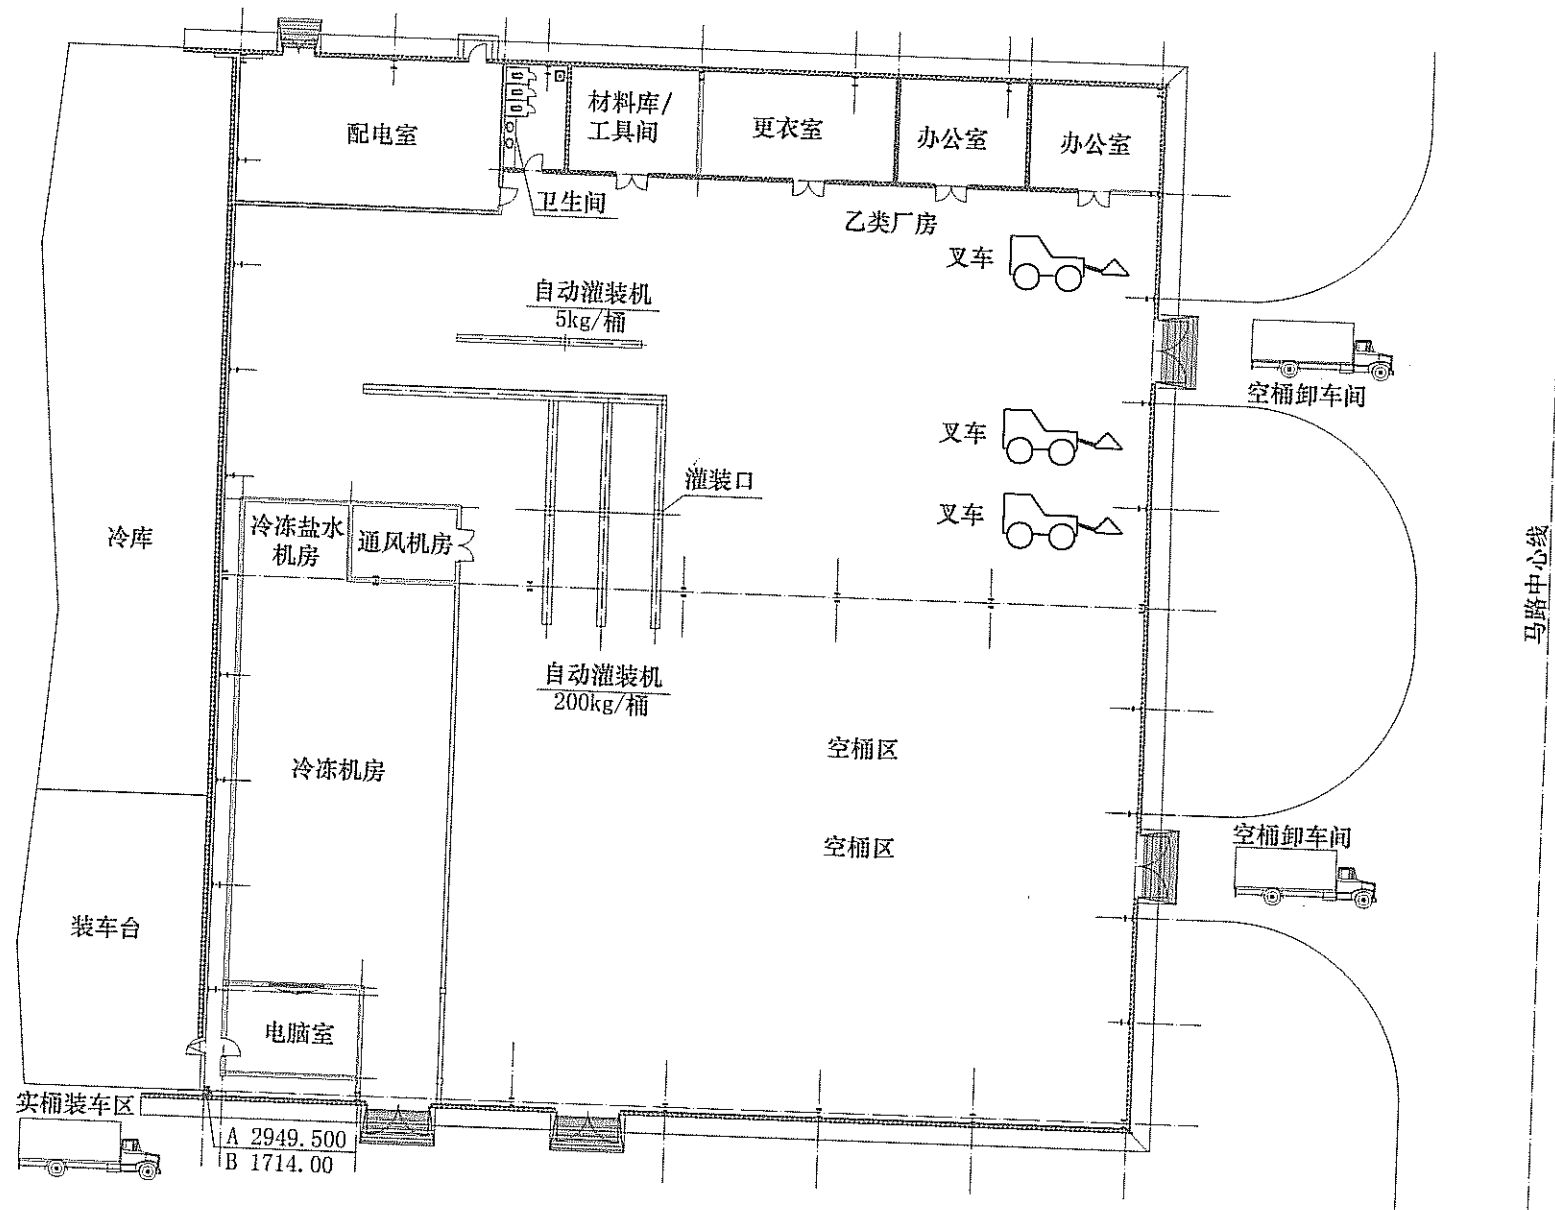 配电室
材料库/
工具间
更衣室
办公室
办公室
卫生间
乙类厂房
叉车
自动灌装机
5kg/桶
空桶卸车间
叉车
灌装口
叉车
冷库
冷冻盐水
机房
通风机房
马路中心线
自动灌装机
200kg/桶
空桶区
冷冻机房
空桶区
空桶卸车间
装车台
电脑室
实桶装车区
A 2949.500
B 1714.00